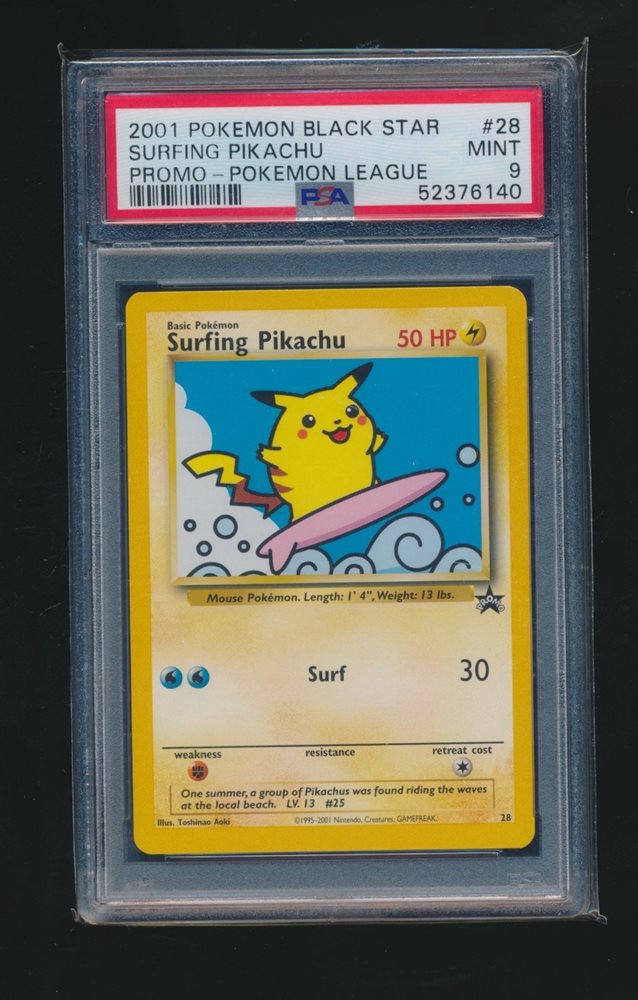 2001 POKEMON BLACK STAR #28
SURFING PIKACHU MINT
PROMO - POKEMON LEAGUE 9
PSA 52376140
Basic Pokémon
Surfing Pikachu 50 HP
Mouse Pokémon. Length: 1' 4", Weight: 13 lbs.
PROMO
Surf 30
weakness resistance retreat cost
One summer, a group of Pikachus was found riding the waves
at the local beach. LV. 13 #25
Illus. Toshinao Aoki ©1995-2001 Nintendo, Creatures, GAMEFREAK. 28